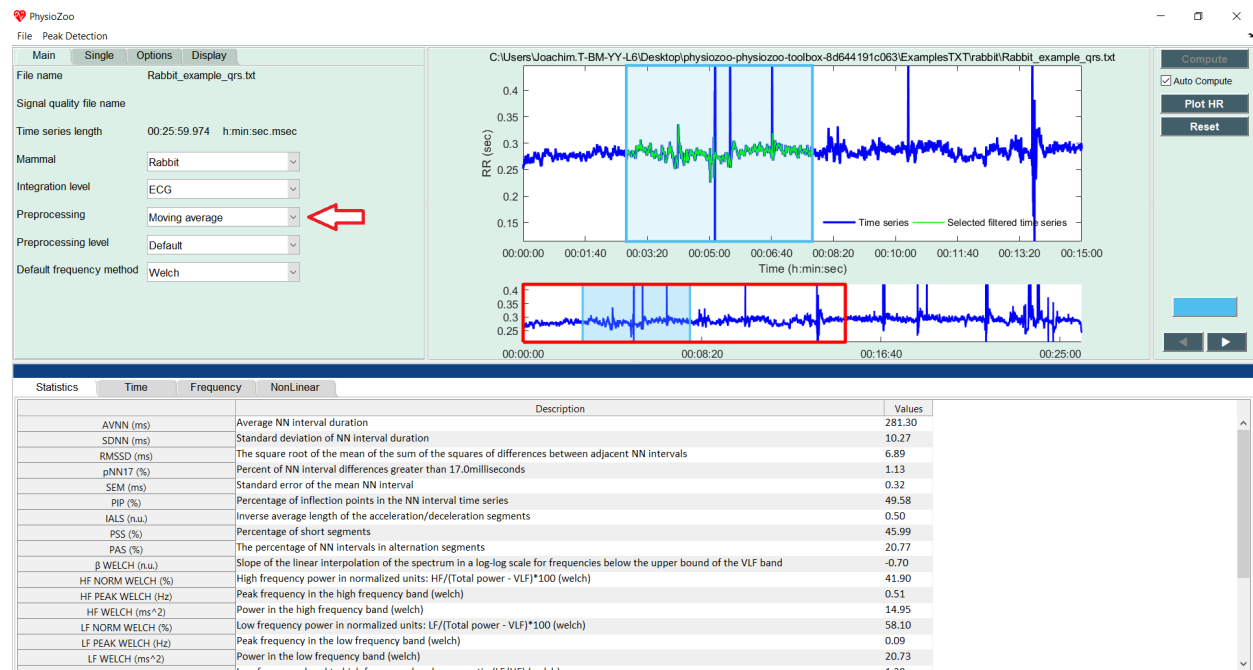 PhysioZoo
File Peak Detection
Main Single Options Display
File name Rabbit_example_qrs.txt
Signal quality file name
Time series length 00:25:59.974 h:min:sec.msec
Mammal Rabbit
Integration level ECG
Preprocessing Moving average
Preprocessing level Default
Default frequency method Welch
C:\Users\Joachim.T-BM-YY-L6\Desktop\physiozoo-physiozoo-toolbox-8d644191c063\ExamplesTXT\rabbit\Rabbit_example_qrs.txt
RR (sec)
0.4
0.35
0.3
0.25
0.2
0.15
Time series Selected filtered time series
00:00:00 00:01:40 00:03:20 00:05:00 00:06:40 00:08:20 00:10:00 00:11:40 00:13:20 00:15:00
Time (h:min:sec)
0.4
0.35
0.3
0.25
00:00:00 00:08:20 00:16:40 00:25:00
Compute
Auto Compute
Plot HR
Reset
Statistics Time Frequency NonLinear
Description Values
AVNN (ms) Average NN interval duration 281.30
SDNN (ms) Standard deviation of NN interval duration 10.27
RMSSD (ms) The square root of the mean of the sum of the squares of differences between adjacent NN intervals 6.89
pNN17 (%) Percent of NN interval differences greater than 17.0milliseconds 1.13
SEM (ms) Standard error of the mean NN interval 0.32
PIP (%) Percentage of inflection points in the NN interval time series 49.58
IALS (n.u.) Inverse average length of the acceleration/deceleration segments 0.50
PSS (%) Percentage of short segments 45.99
PAS (%) The percentage of NN intervals in alternation segments 20.77
β WELCH (n.u.) Slope of the linear interpolation of the spectrum in a log-log scale for frequencies below the upper bound of the VLF band -0.70
HF NORM WELCH (%) High frequency power in normalized units: HF/(Total power - VLF)*100 (welch) 41.90
HF PEAK WELCH (Hz) Peak frequency in the high frequency band (welch) 0.51
HF WELCH (ms^2) Power in the high frequency band (welch) 14.95
LF NORM WELCH (%) Low frequency power in normalized units: LF/(Total power - VLF)*100 (welch) 58.10
LF PEAK WELCH (Hz) Peak frequency in the low frequency band (welch) 0.09
LF WELCH (ms^2) Power in the low frequency band (welch) 20.73